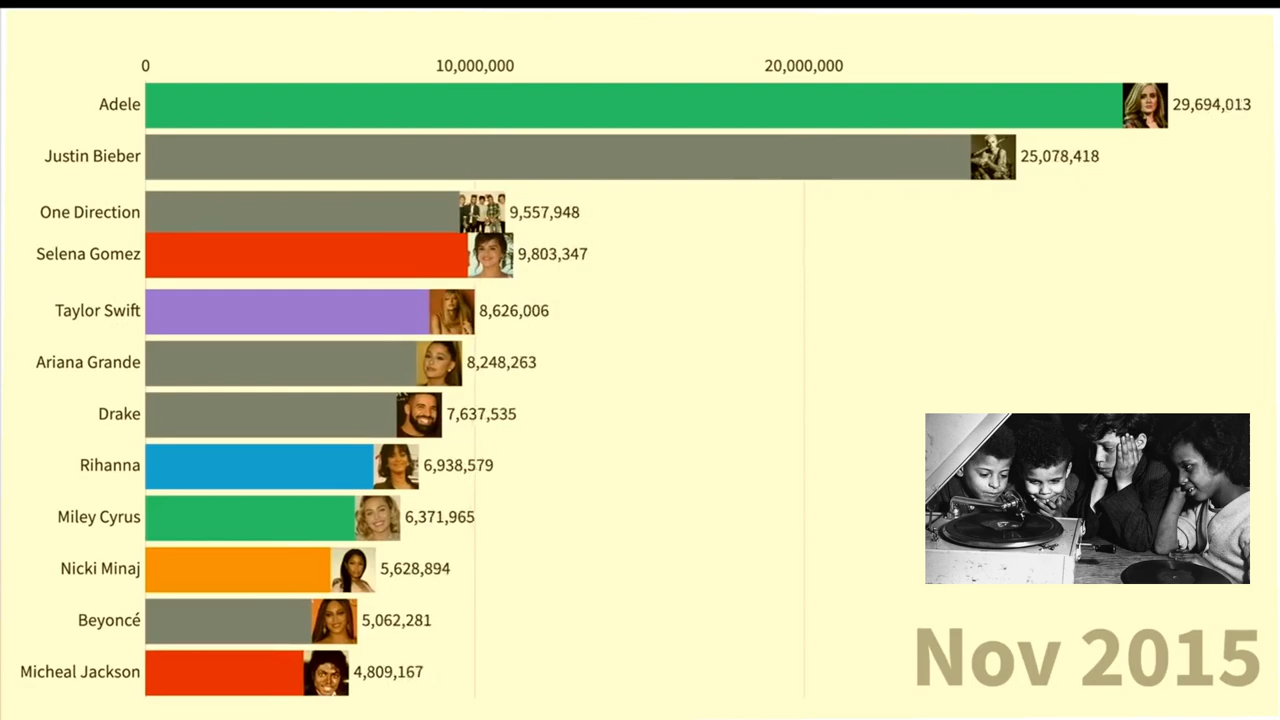 0 10,000,000 20,000,000
Adele 29,694,013
Justin Bieber 25,078,418
One Direction 9,557,948
Selena Gomez 9,803,347
Taylor Swift 8,626,006
Ariana Grande 8,248,263
Drake 7,637,535
Rihanna 6,938,579
Miley Cyrus 6,371,965
Nicki Minaj 5,628,894
Beyoncé 5,062,281
Micheal Jackson 4,809,167
Nov 2015